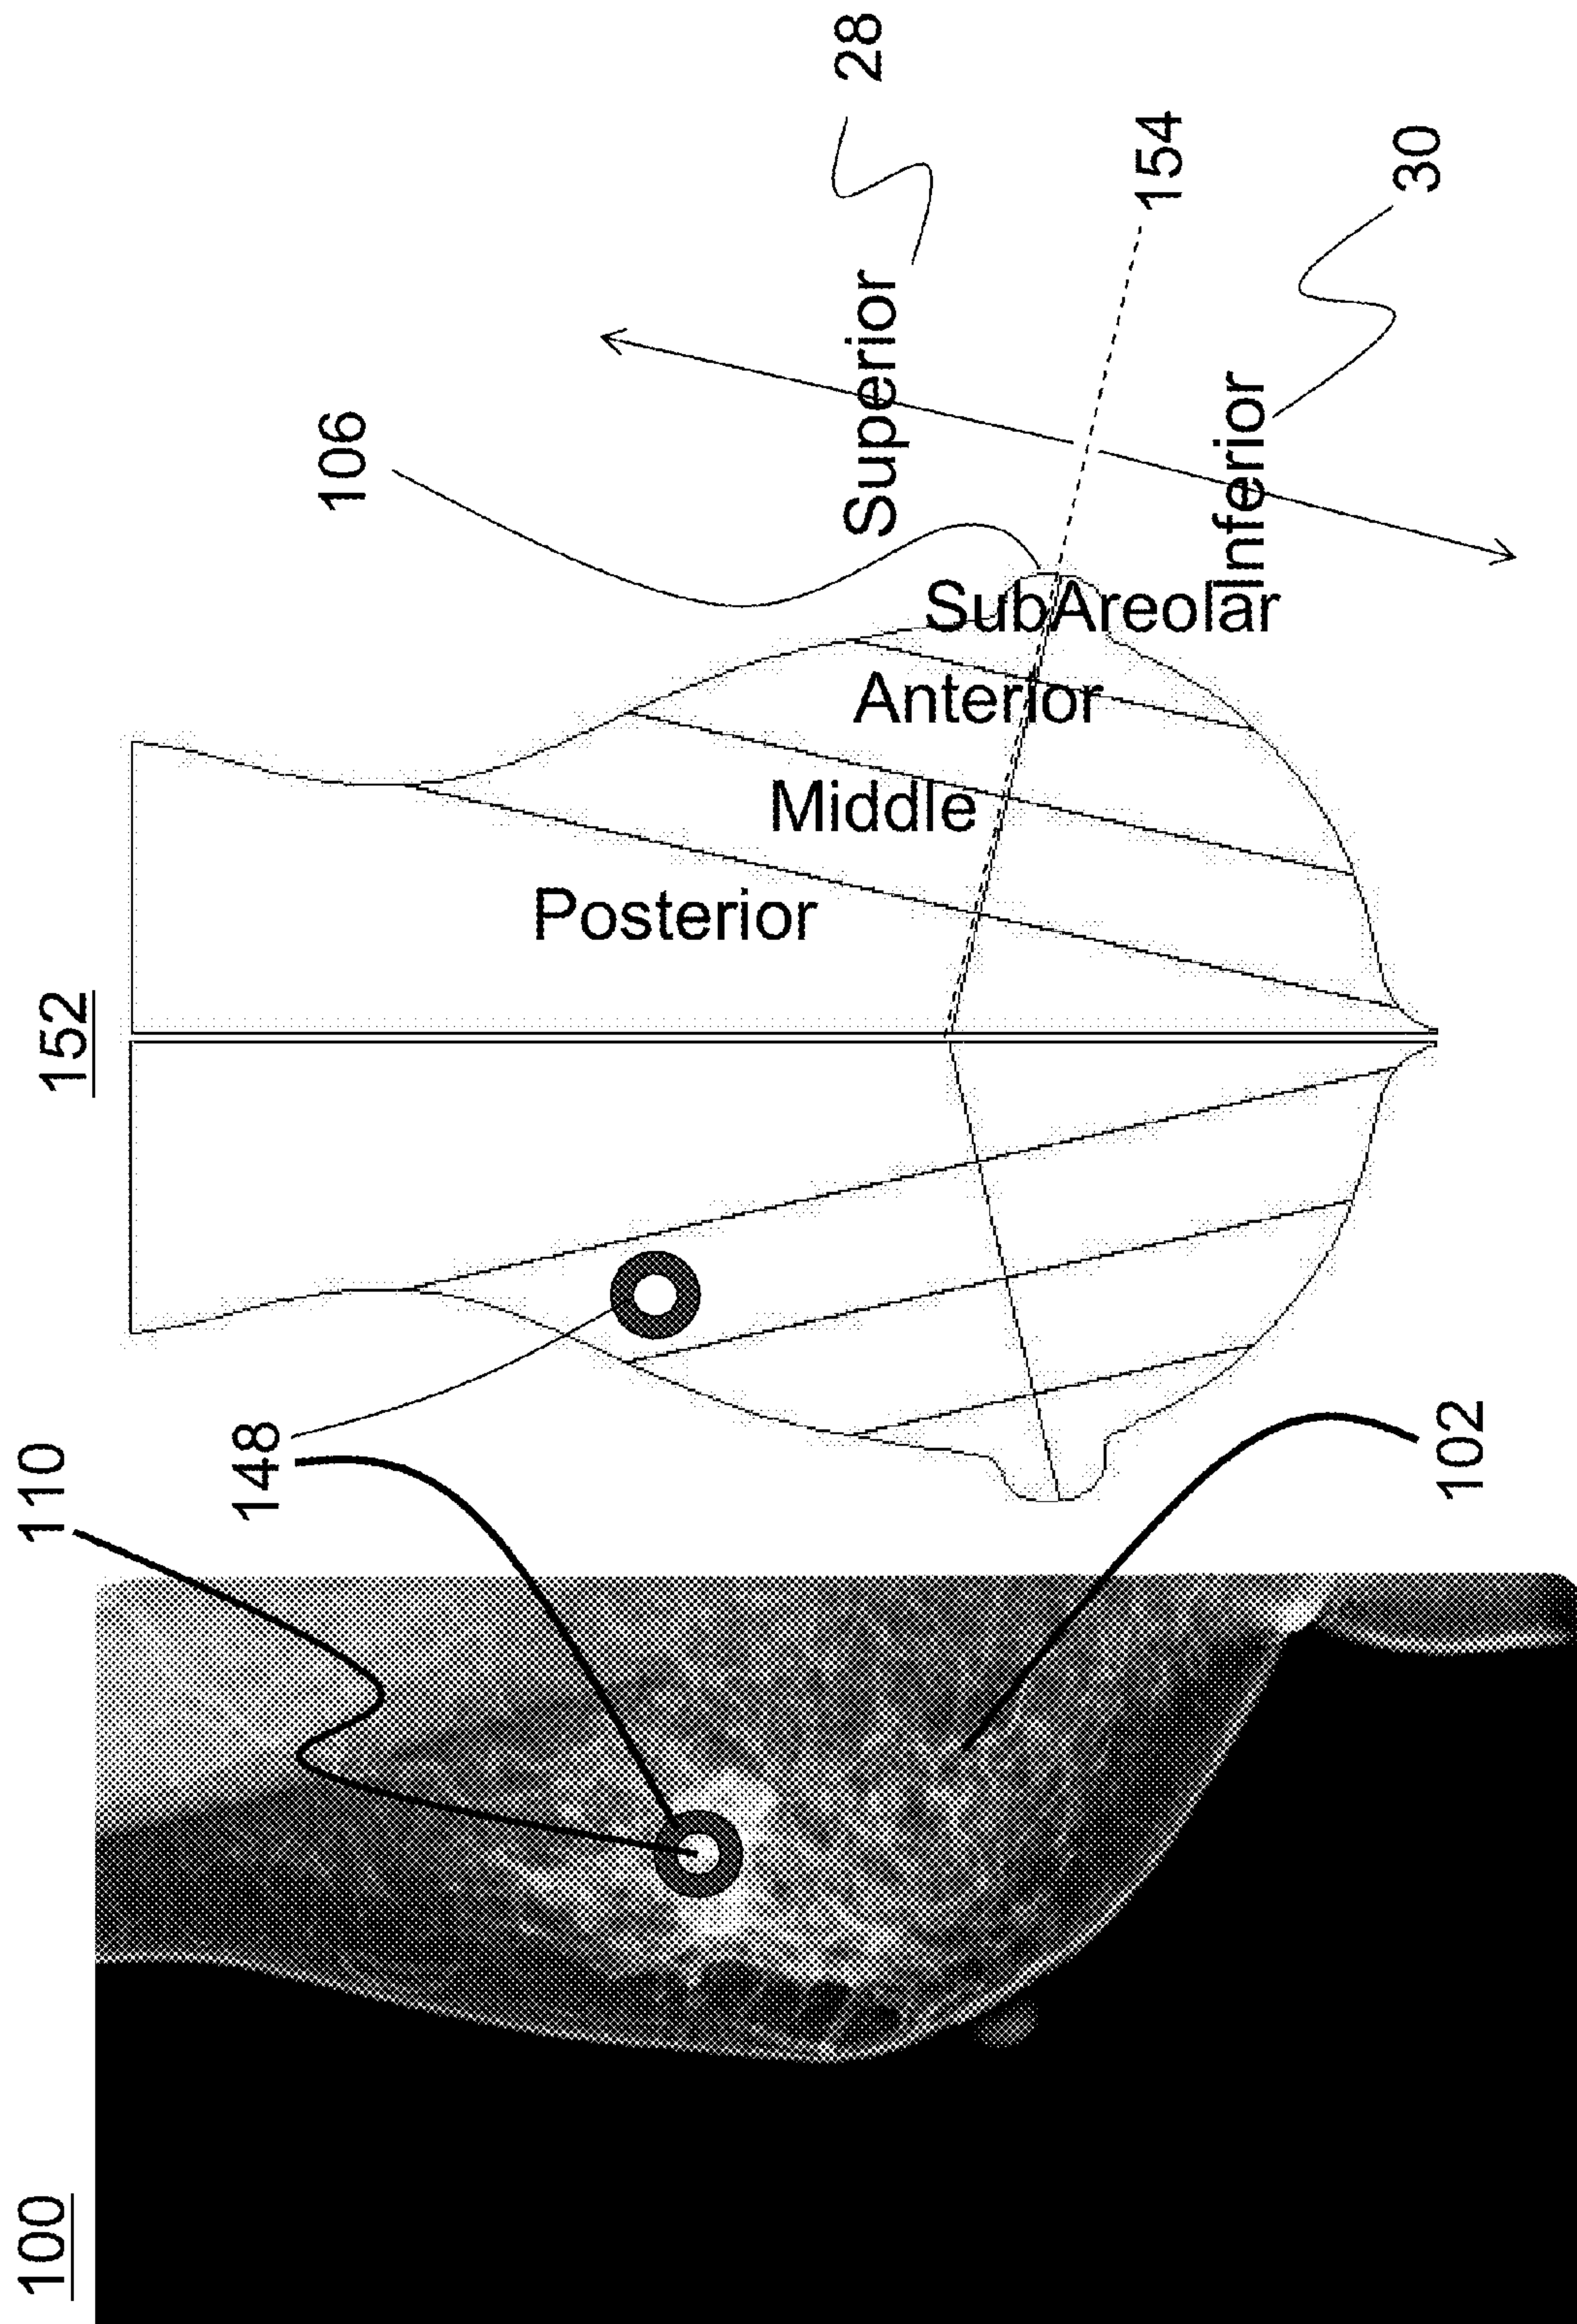 100
110
152
148
106
Posterior
Middle
Anterior
SubAreolar
Superior
28
154
Inferior
30
102